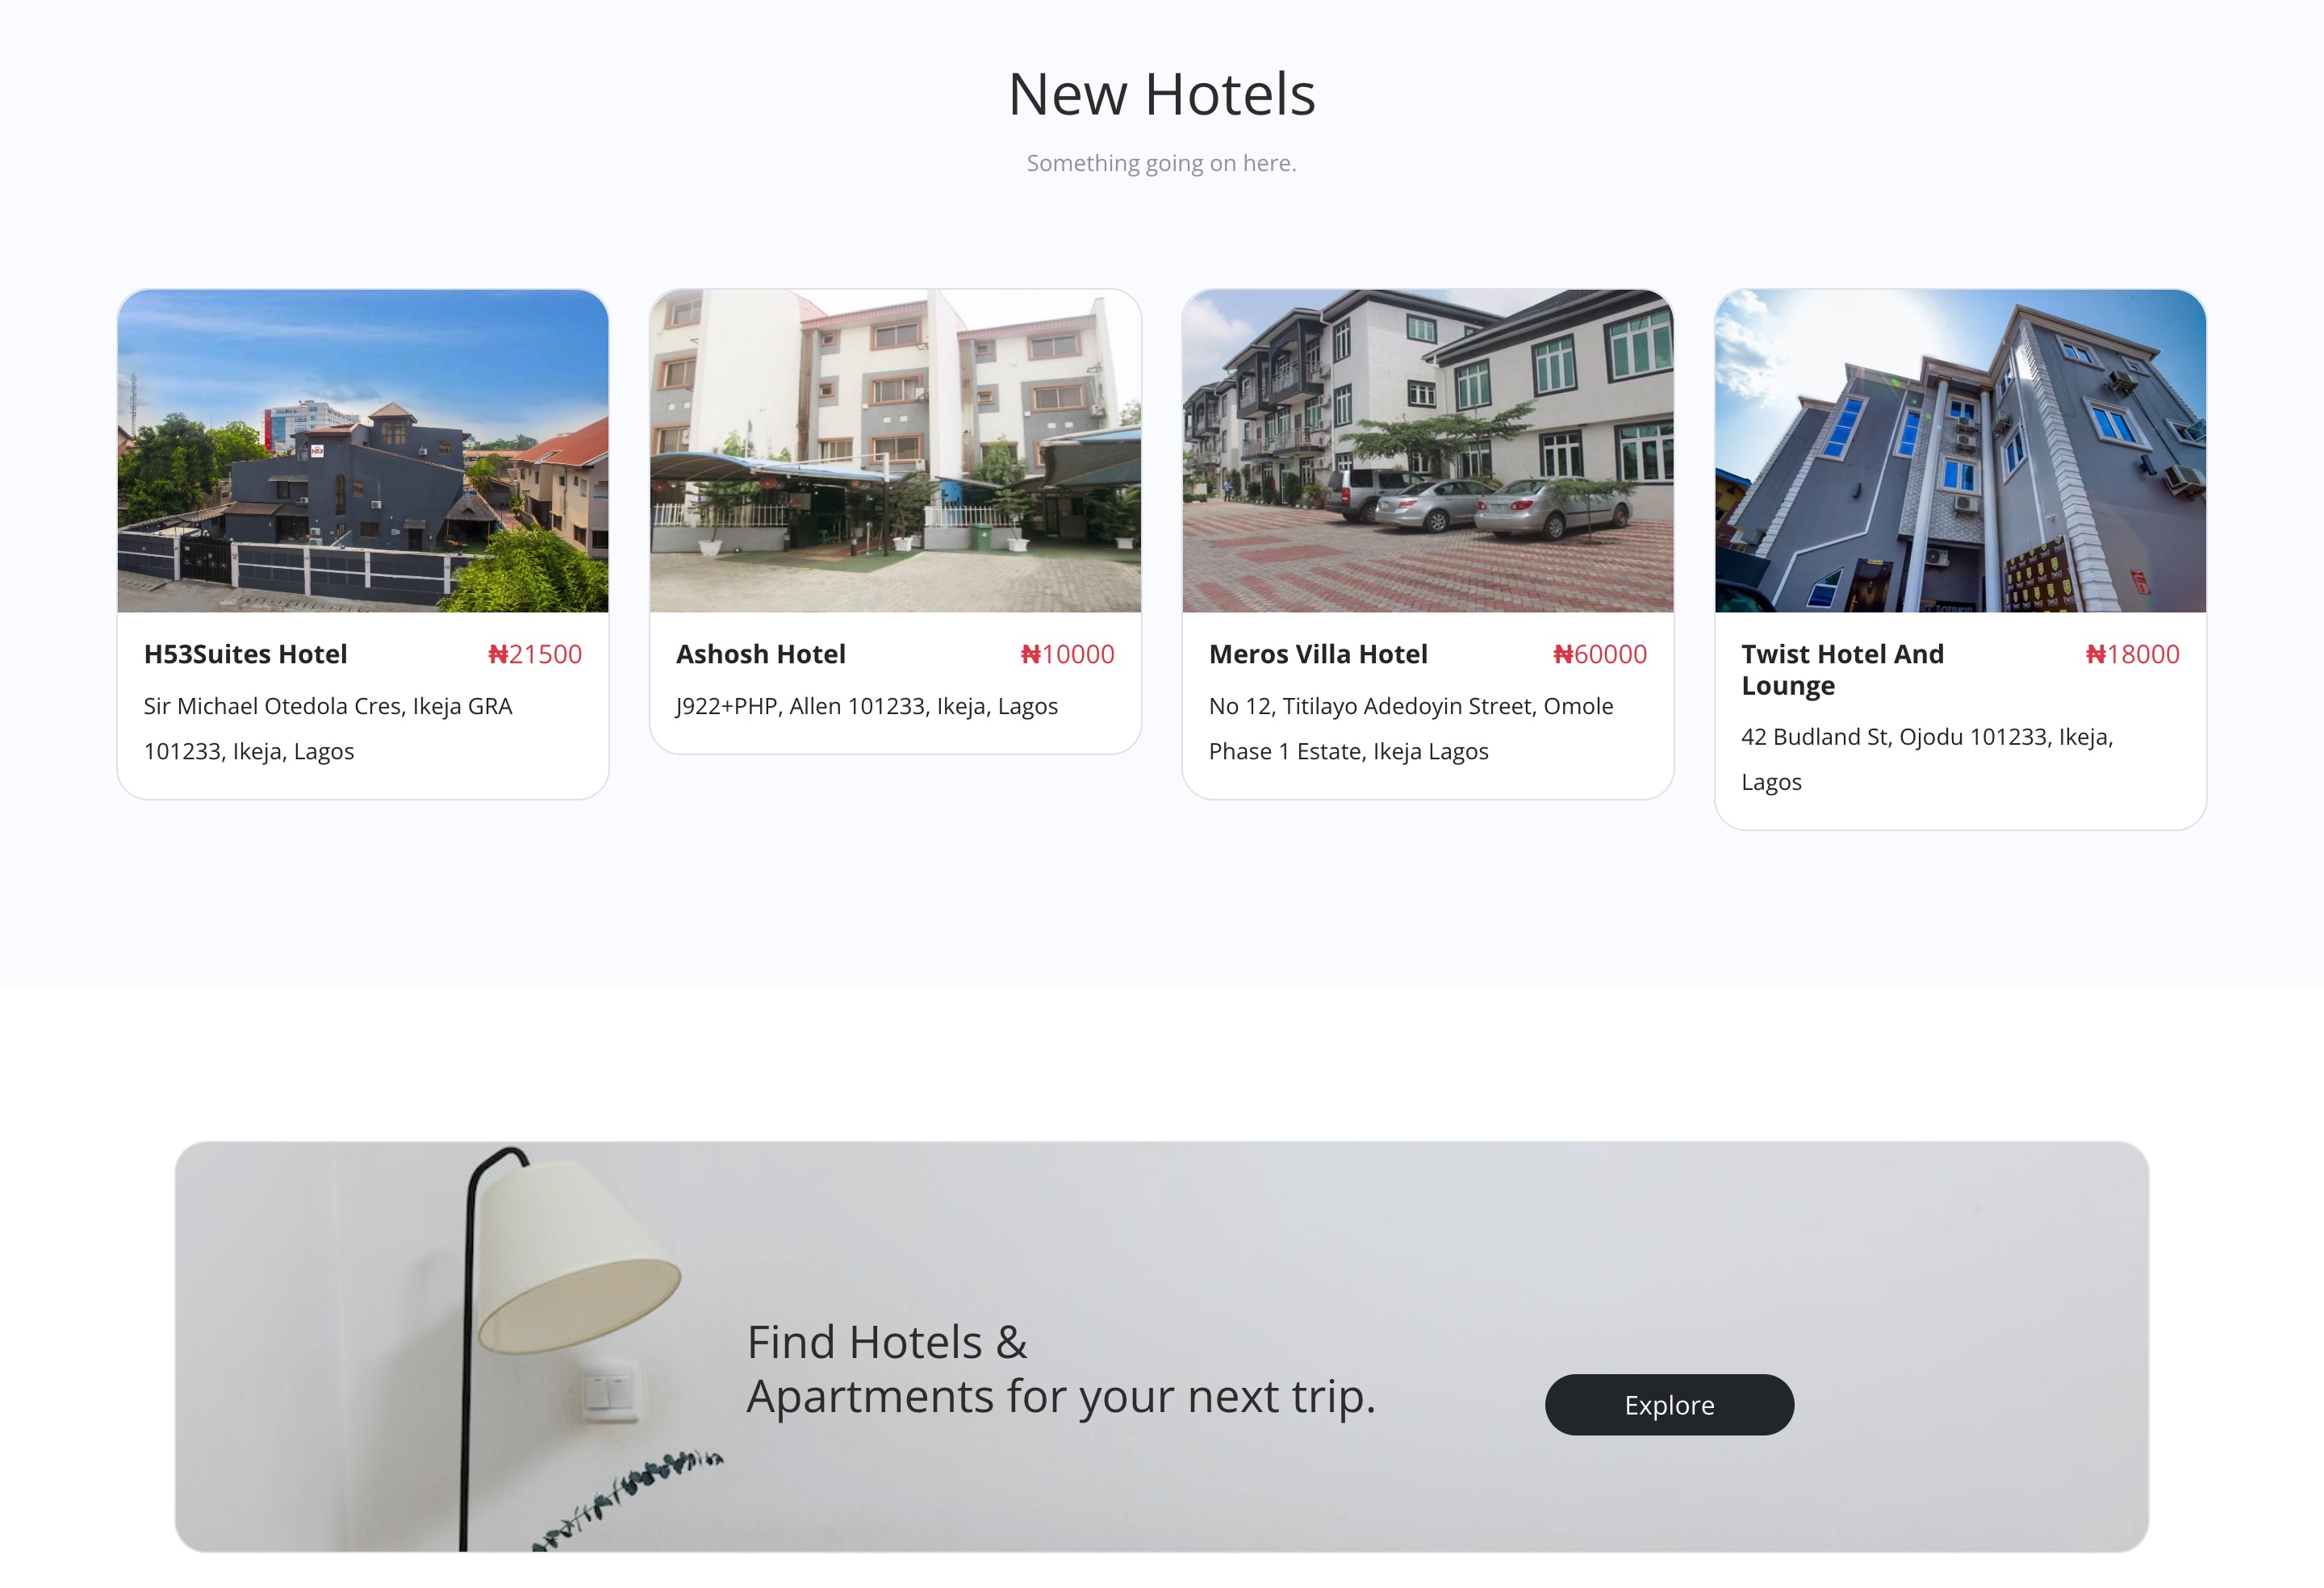 New Hotels
Something going on here.
H53Suites Hotel
₦21500
Sir Michael Otedola Cres, Ikeja GRA
101233, Ikeja, Lagos
Ashosh Hotel
₦10000
J922+PHP, Allen 101233, Ikeja, Lagos
Meros Villa Hotel
₦60000
No 12, Titilayo Adedoyin Street, Omole
Phase 1 Estate, Ikeja Lagos
Twist Hotel And
Lounge
₦18000
42 Budland St, Ojodu 101233, Ikeja,
Lagos
Find Hotels &
Apartments for your next trip.
Explore